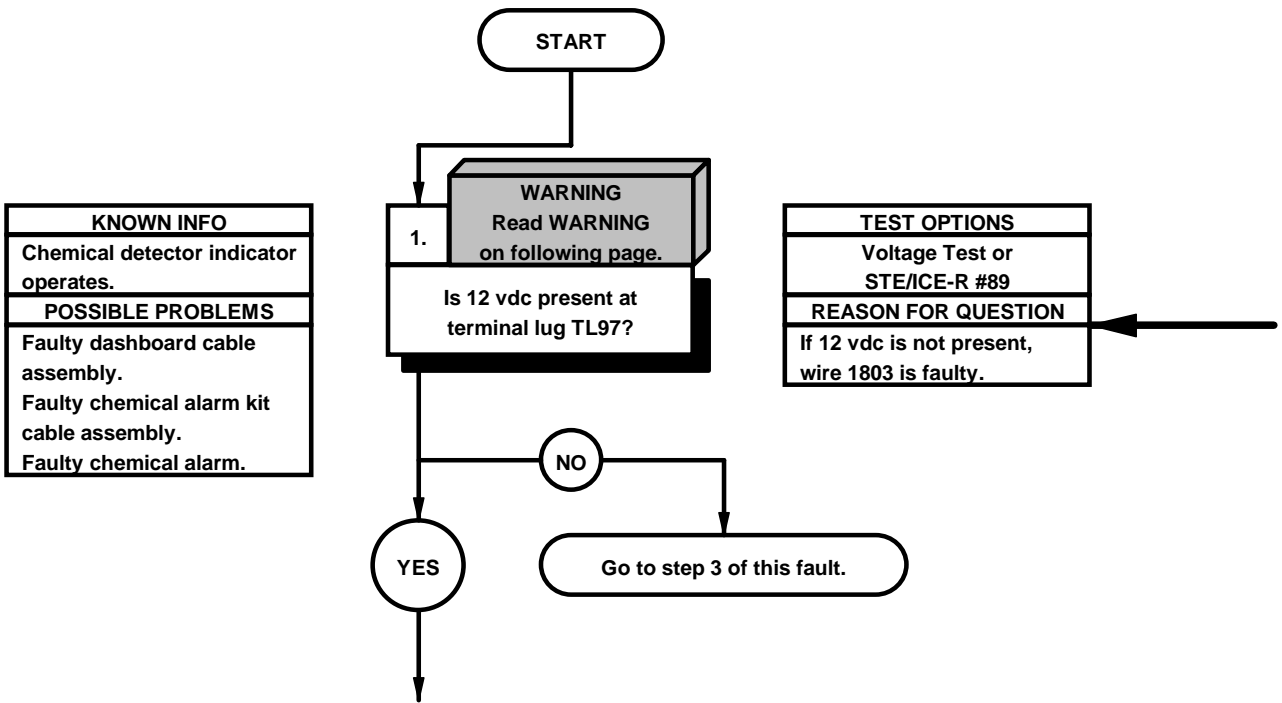 START
KNOWN INFO
Chemical detector indicator
operates.
POSSIBLE PROBLEMS
Faulty dashboard cable
assembly.
Faulty chemical alarm kit
cable assembly.
Faulty chemical alarm.
1.
WARNING
Read WARNING
on following page.
Is 12 vdc present at
terminal lug TL97?
TEST OPTIONS
Voltage Test or
STE/ICE-R #89
REASON FOR QUESTION
If 12 vdc is not present,
wire 1803 is faulty.
NO
YES
Go to step 3 of this fault.